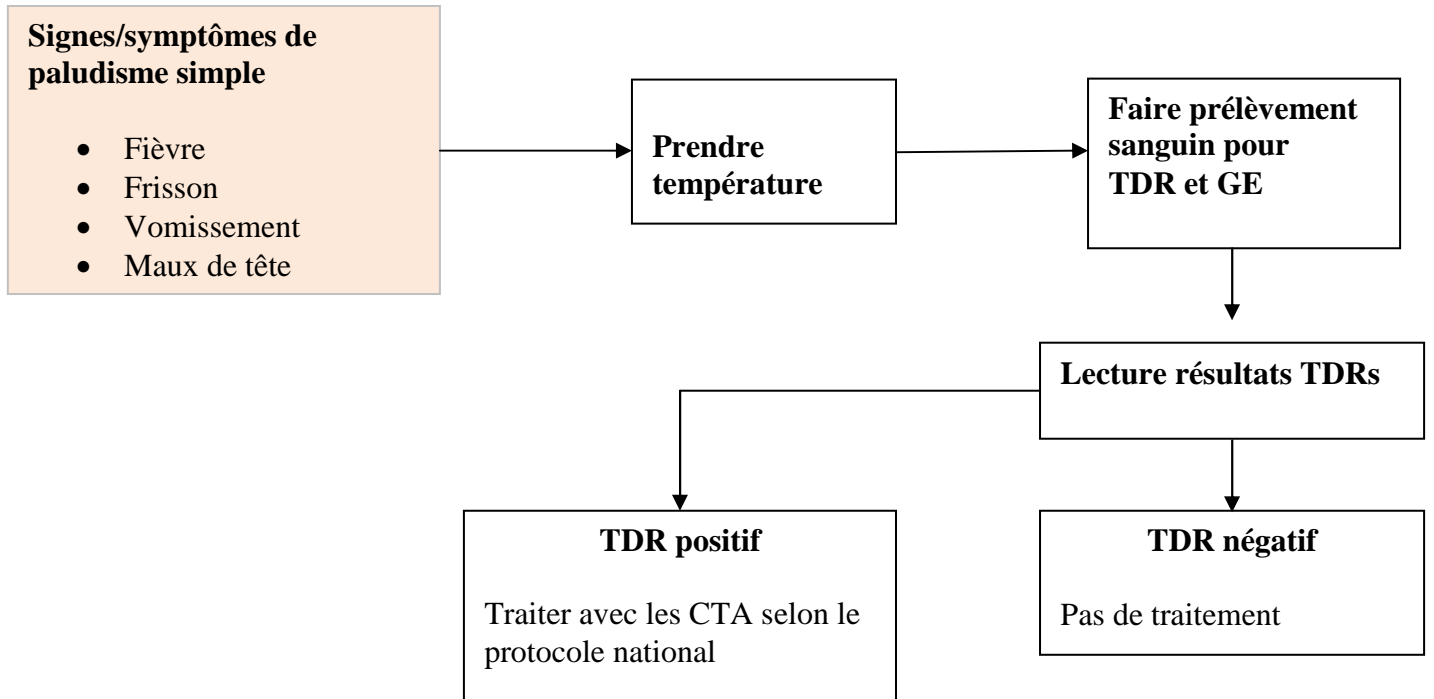 Signes/symptômes de
paludisme simple
• Fièvre
• Frisson
• Vomissement
• Maux de tête
Prendre
température
Faire prélèvement
sanguin pour
TDR et GE
Lecture résultats TDRs
TDR positif
Traiter avec les CTA selon le
protocole national
TDR négatif
Pas de traitement